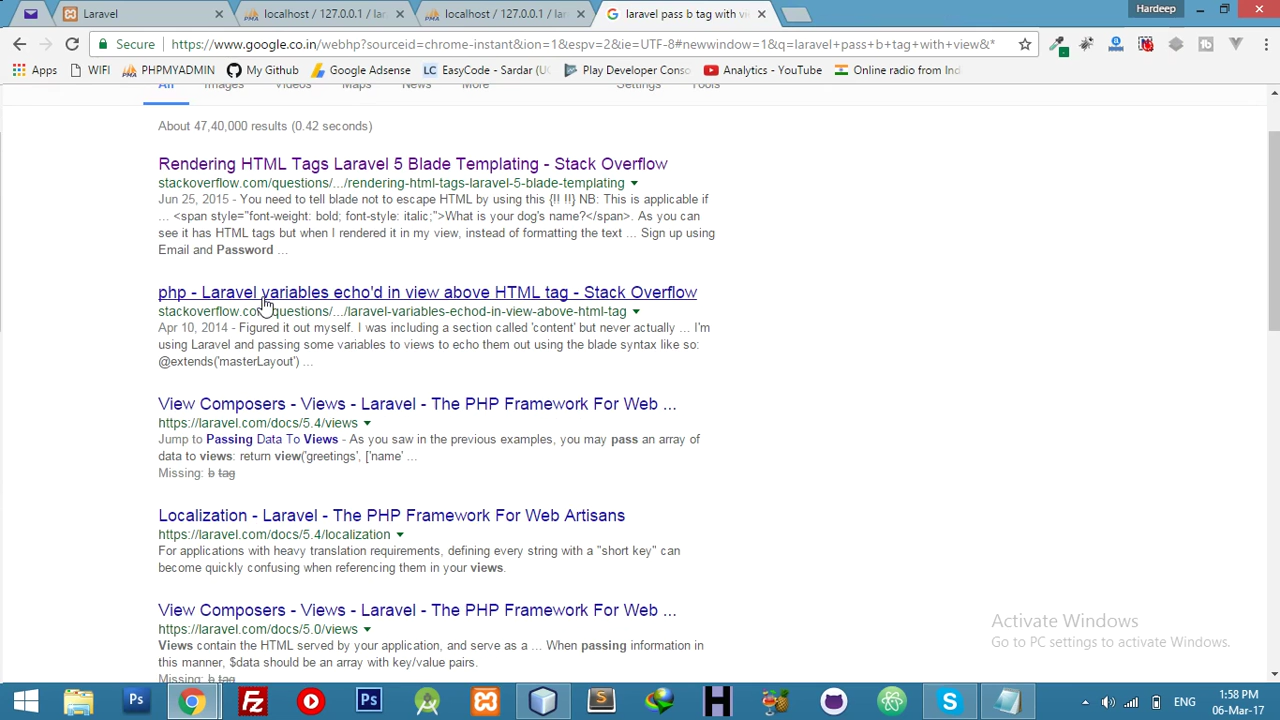 Laravel
localhost / 127.0.0.1 / lar
localhost / 127.0.0.1 / lar
laravel pass b tag with vi
Hardeep
Secure
https://www.google.co.in/webhp?sourceid=chrome-instant&ion=1&espv=2&ie=UTF-8#newwindow=1&q=laravel+pass+b+tag+with+view&*
Apps
WIFI
PHPMYADMIN
My Github
Google Adsense
EasyCode - Sardar (U
Play Developer Conso
Analytics - YouTube
Online radio from Ind
All Images Videos Maps News More Settings Tools
About 47,40,000 results (0.42 seconds)
Rendering HTML Tags Laravel 5 Blade Templating - Stack Overflow
stackoverflow.com/questions/.../rendering-html-tags-laravel-5-blade-templating
Jun 25, 2015 - You need to tell blade not to escape HTML by using this {!! !!} NB: This is applicable if
... <span style="font-weight: bold; font-style: italic;">What is your dog's name?</span>. As you can
see it has HTML tags but when I rendered it in my view, instead of formatting the text ... Sign up using
Email and Password ...
php - Laravel variables echo'd in view above HTML tag - Stack Overflow
stackoverflow.com/questions/.../laravel-variables-echod-in-view-above-html-tag
Apr 10, 2014 - Figured it out myself. I was including a section called 'content' but never actually ... I'm
using Laravel and passing some variables to views to echo them out using the blade syntax like so:
@extends('masterLayout') ...
View Composers - Views - Laravel - The PHP Framework For Web ...
https://laravel.com/docs/5.4/views
Jump to Passing Data To Views - As you saw in the previous examples, you may pass an array of
data to views: return view('greetings', ['name' ...
Missing: b tag
Localization - Laravel - The PHP Framework For Web Artisans
https://laravel.com/docs/5.4/localization
For applications with heavy translation requirements, defining every string with a "short key" can
become quickly confusing when referencing them in your views.
View Composers - Views - Laravel - The PHP Framework For Web ...
https://laravel.com/docs/5.0/views
Views contain the HTML served by your application, and serve as a ... When passing information in
this manner, $data should be an array with key/value pairs.
Missing: b tag
Activate Windows
Go to PC settings to activate Windows.
ENG
1:58 PM
06-Mar-17